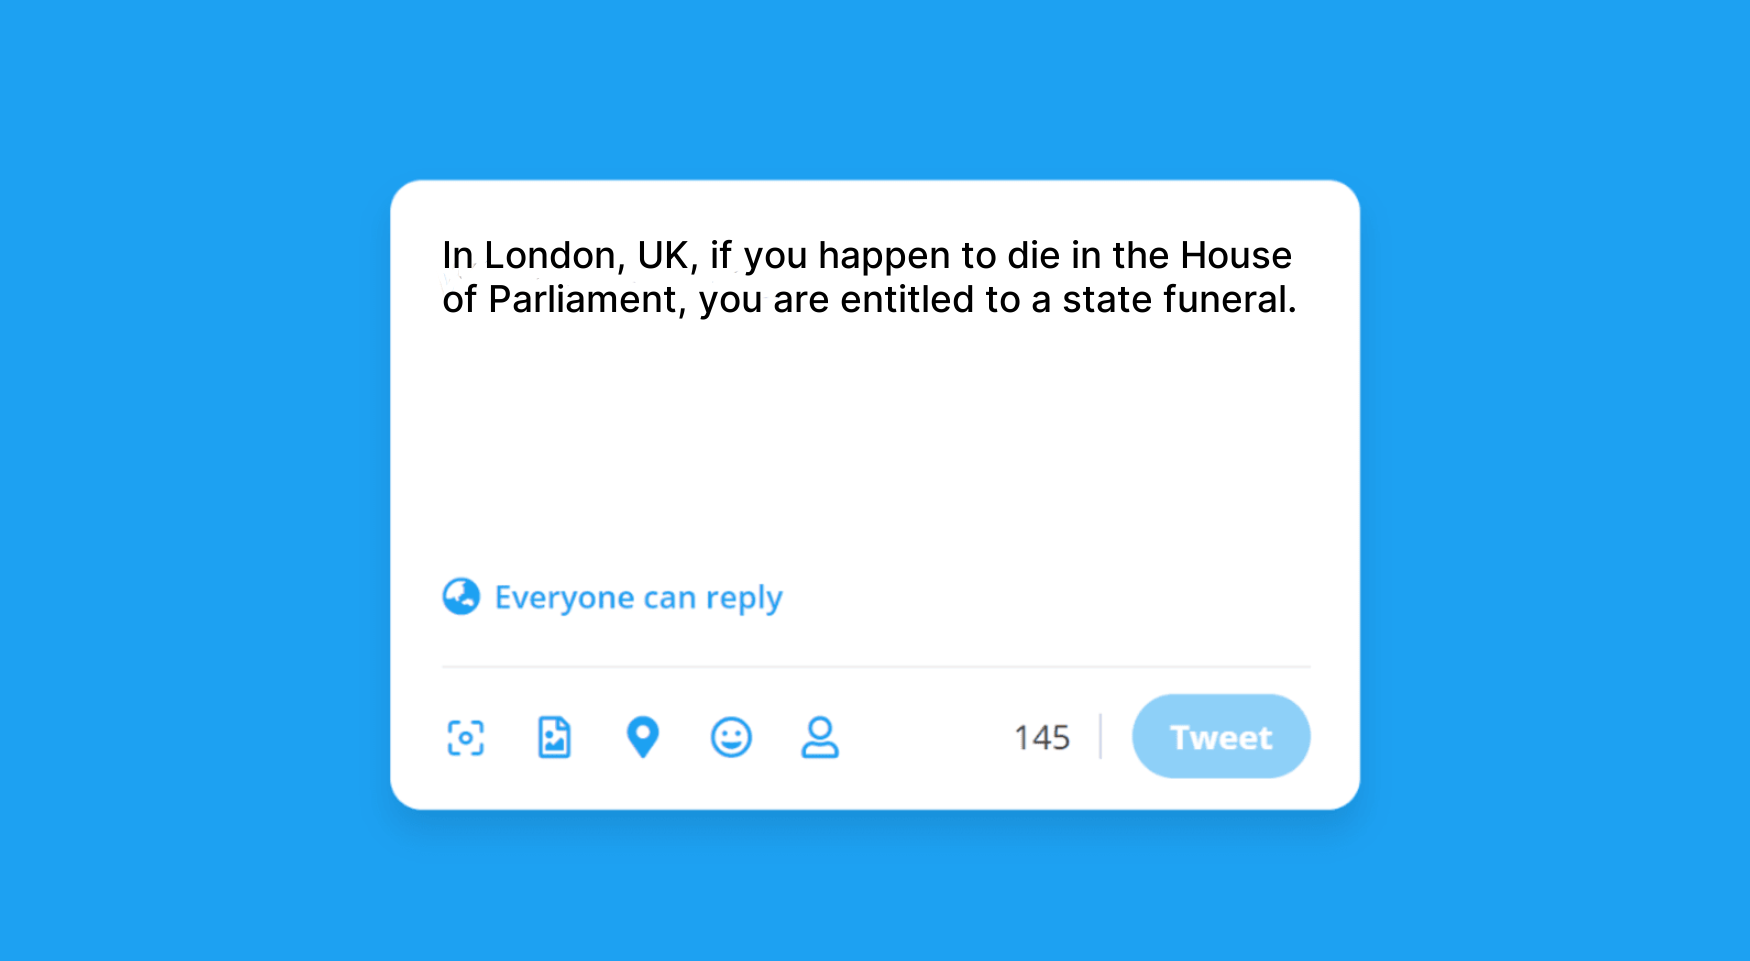 In London, UK, if you happen to die in the House
of Parliament, you are entitled to a state funeral.
Everyone can reply
145
Tweet